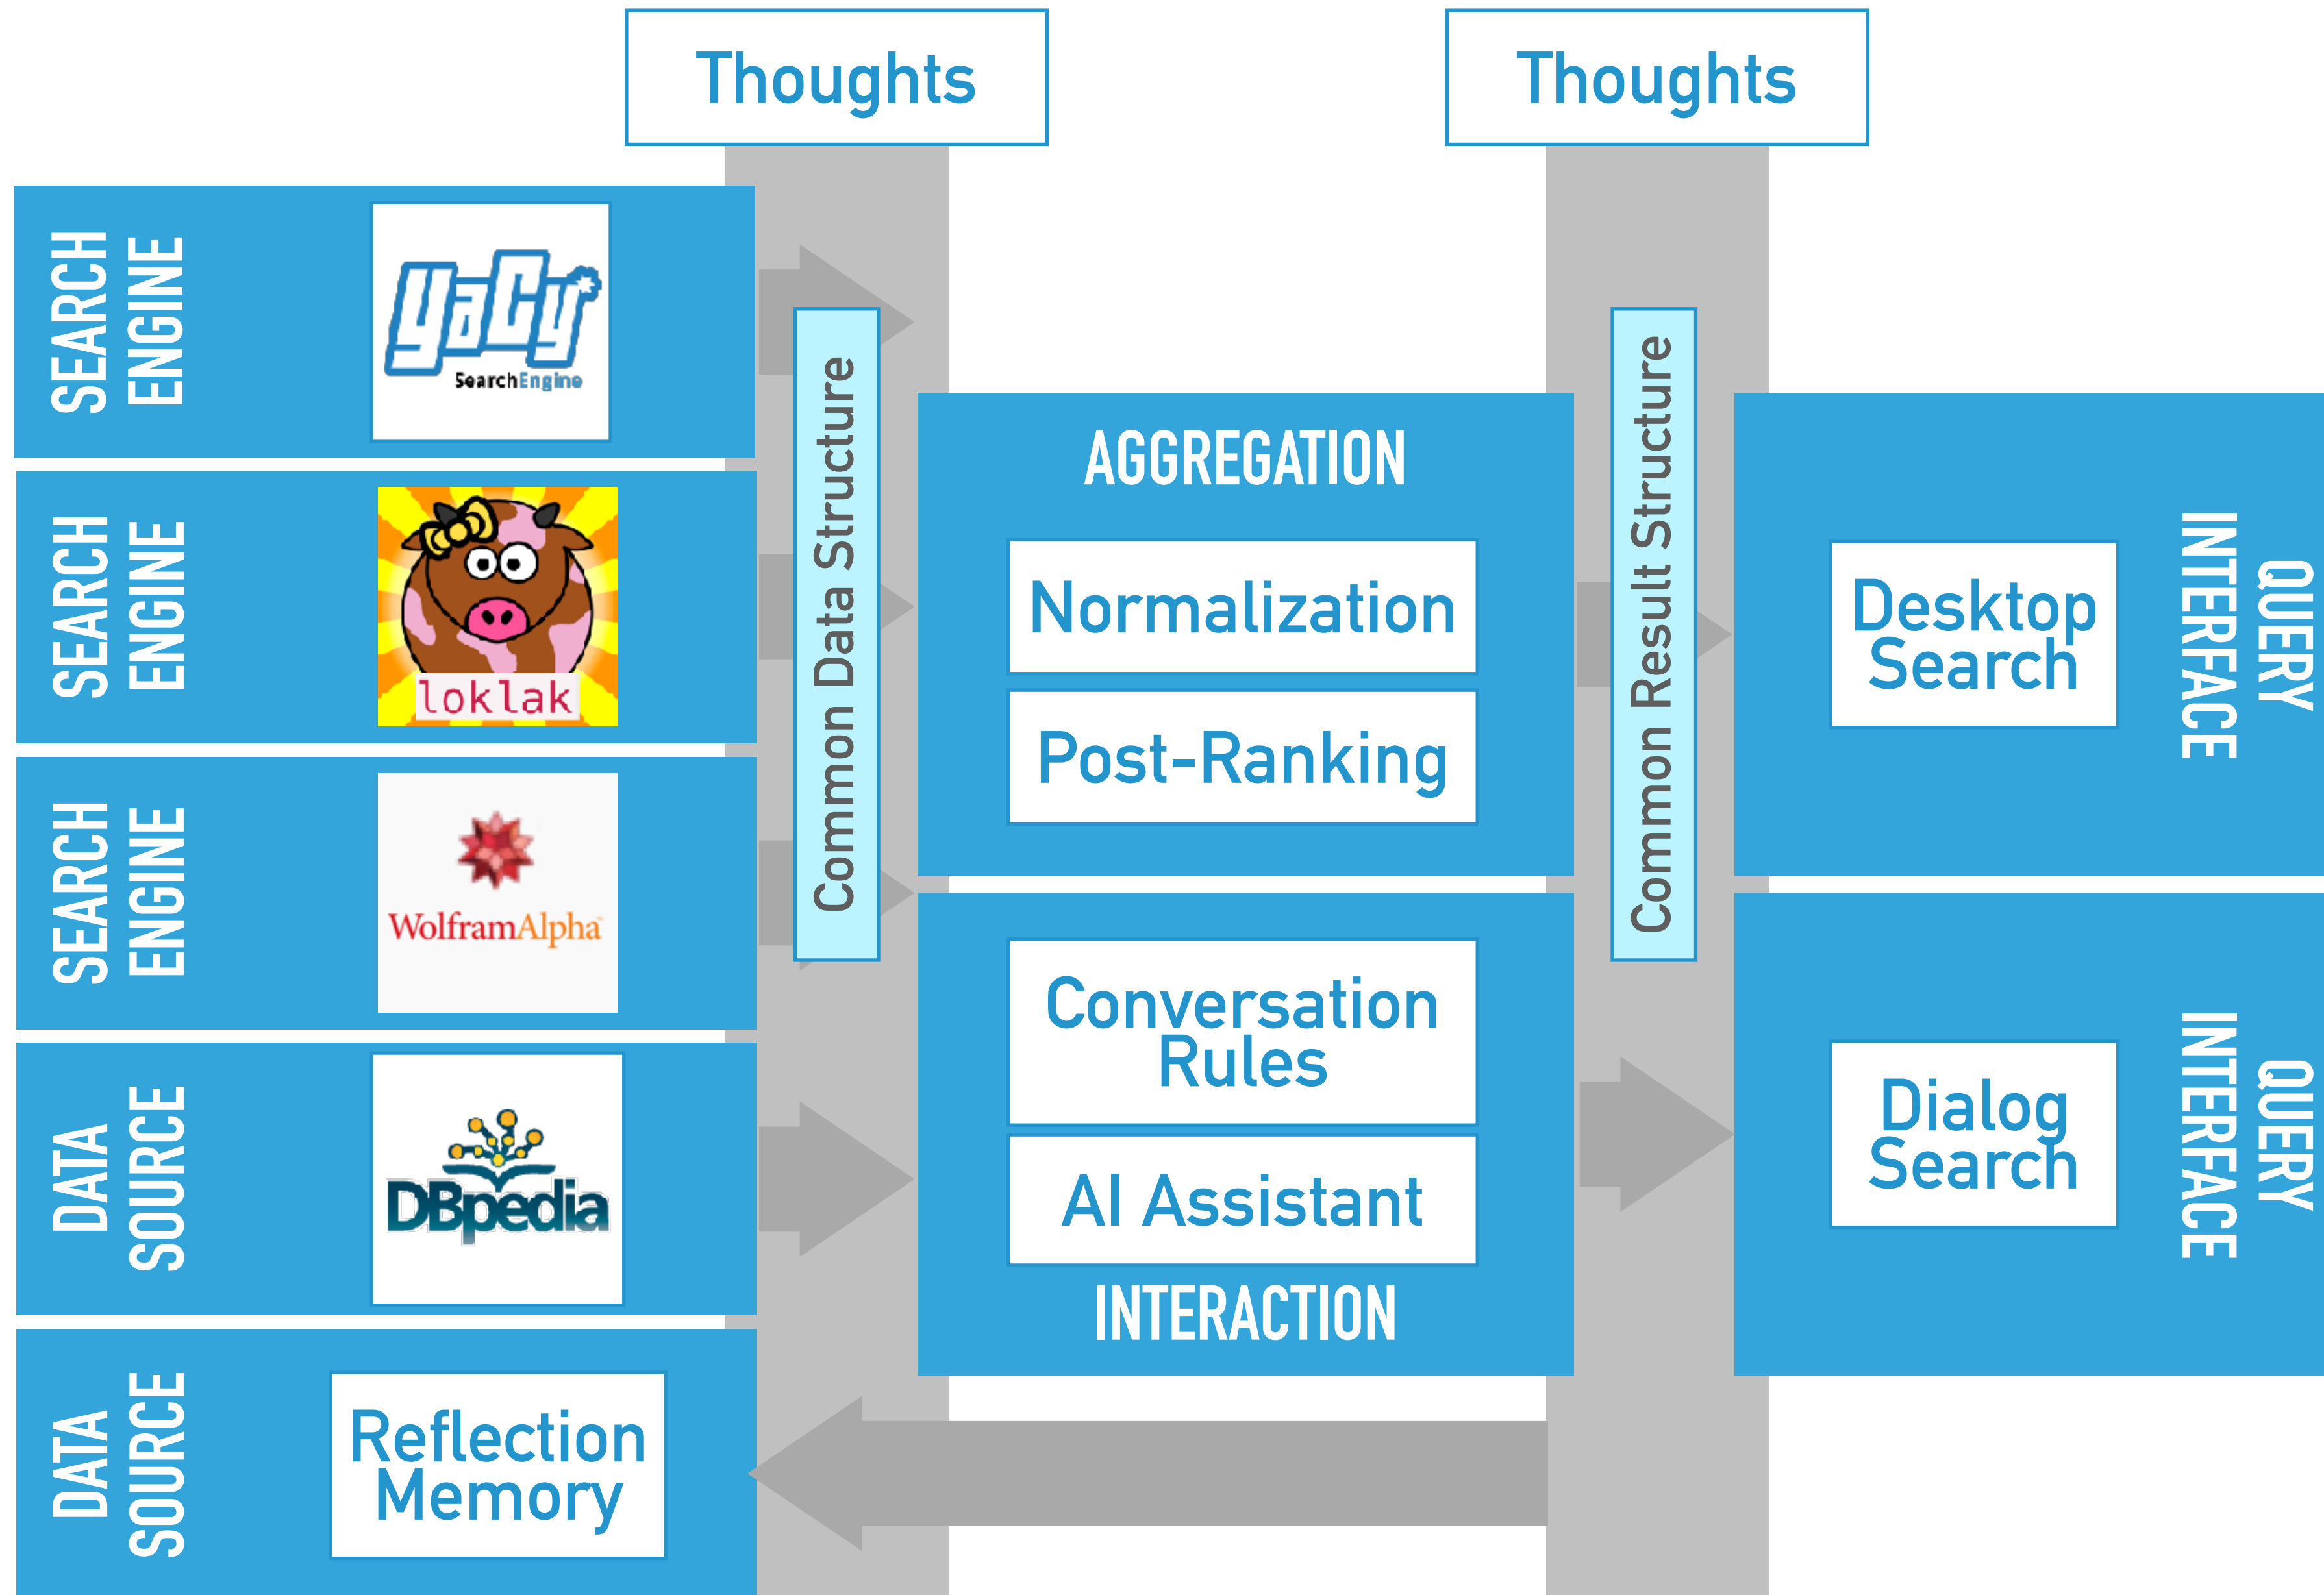 Thoughts
Thoughts
SEARCH
ENGINE
YaCy
SearchEngine
SEARCH
ENGINE
loklak
SEARCH
ENGINE
WolframAlpha™
DATA
SOURCE
DBpedia
DATA
SOURCE
Reflection
Memory
Common Data Structure
AGGREGATION
Normalization
Post-Ranking
Conversation
Rules
AI Assistant
INTERACTION
Common Result Structure
Desktop
Search
QUERY
INTERFACE
Dialog
Search
QUERY
INTERFACE